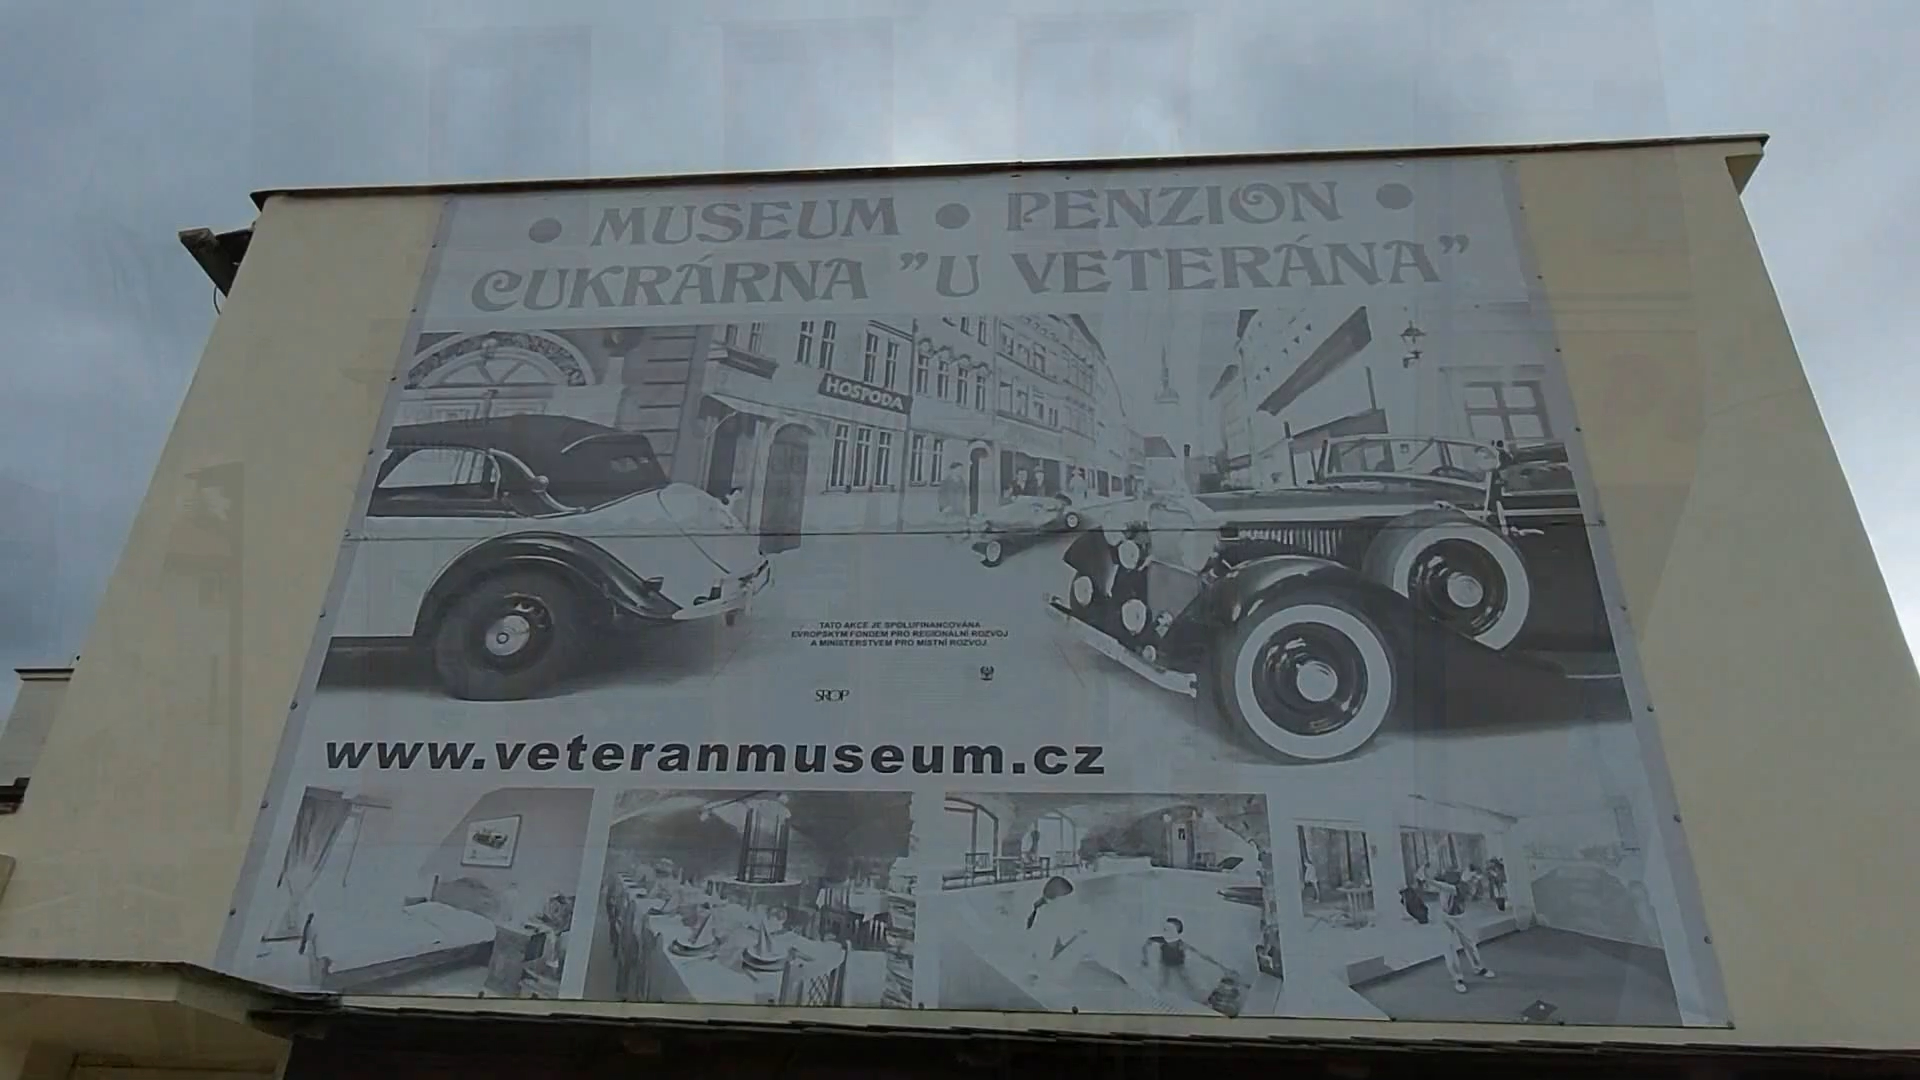 • MUSEUM • PENZION •
CUKRÁRNA "U VETERÁNA"
HOSPODA
TATO AKCE JE SPOLUFINANCOVÁNA
EVROPSKÝM FONDEM PRO REGIONÁLNÍ ROZVOJ
A MINISTERSTVEM PRO MÍSTNÍ ROZVOJ
SROP
www.veteranmuseum.cz